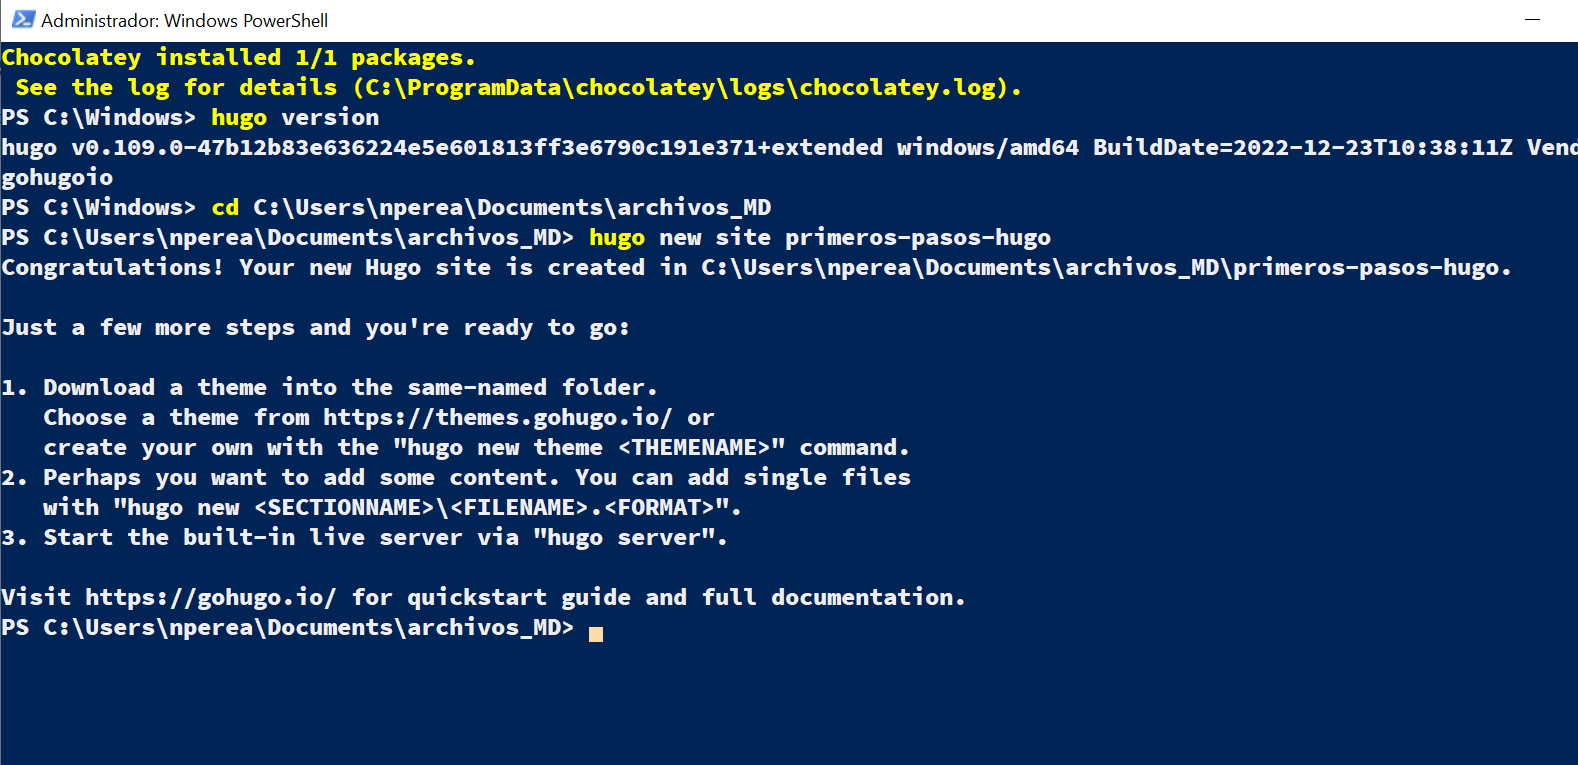 Administrador: Windows PowerShell
Chocolatey installed 1/1 packages.
 See the log for details (C:\ProgramData\chocolatey\logs\chocolatey.log).
PS C:\Windows> hugo version
hugo v0.109.0-47b12b83e636224e5e601813ff3e6790c191e371+extended windows/amd64 BuildDate=2022-12-23T10:38:11Z Vend
gohugoio
PS C:\Windows> cd C:\Users\nperea\Documents\archivos_MD
PS C:\Users\nperea\Documents\archivos_MD> hugo new site primeros-pasos-hugo
Congratulations! Your new Hugo site is created in C:\Users\nperea\Documents\archivos_MD\primeros-pasos-hugo.
Just a few more steps and you're ready to go:
1. Download a theme into the same-named folder.
   Choose a theme from https://themes.gohugo.io/ or
   create your own with the "hugo new theme <THEMENAME>" command.
2. Perhaps you want to add some content. You can add single files
   with "hugo new <SECTIONNAME>\<FILENAME>.<FORMAT>".
3. Start the built-in live server via "hugo server".
Visit https://gohugo.io/ for quickstart guide and full documentation.
PS C:\Users\nperea\Documents\archivos_MD>